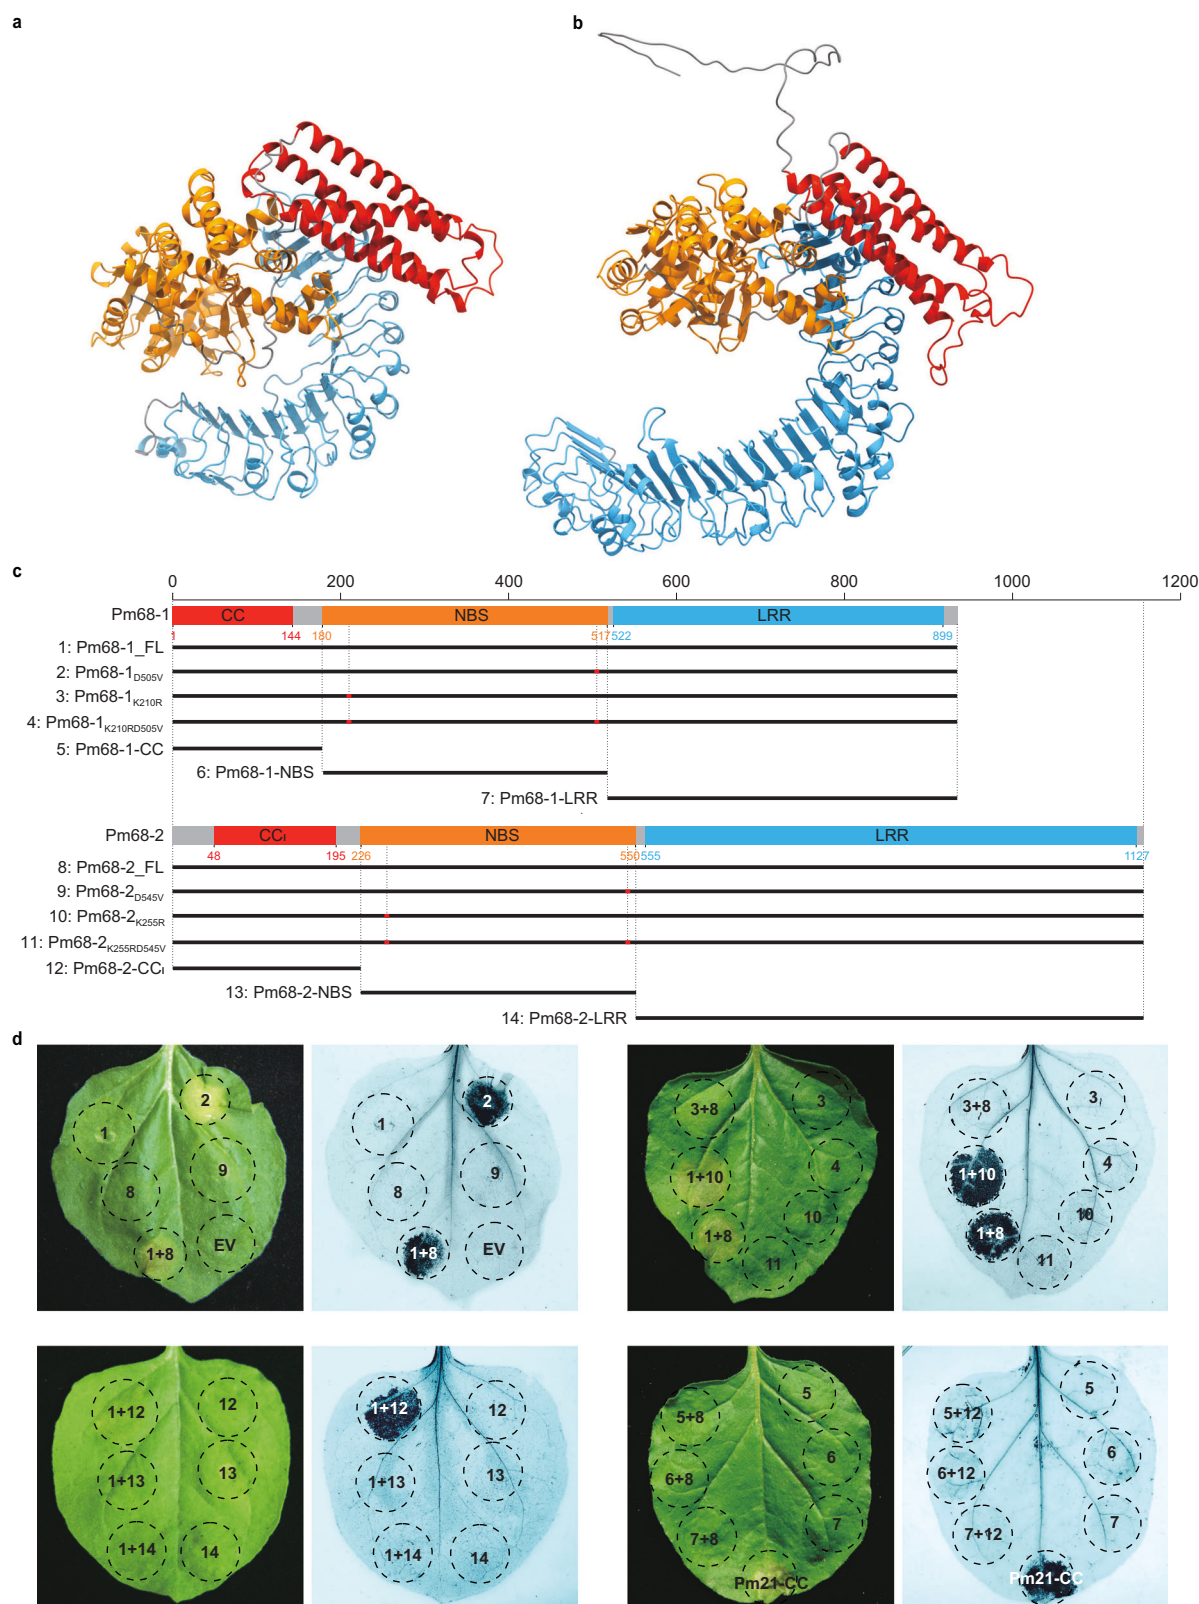 a
b
c
0 200 400 600 800 1000 1200
Pm68-1 CC NBS LRR
1 144 180 517 522 899
1: Pm68-1_FL
2: Pm68-1D505V
3: Pm68-1K210R
4: Pm68-1K210RD505V
5: Pm68-1-CC
6: Pm68-1-NBS
7: Pm68-1-LRR
Pm68-2 CCı NBS LRR
48 195 226 550 555 1127
8: Pm68-2_FL
9: Pm68-2D545V
10: Pm68-2K255R
11: Pm68-2K255RD545V
12: Pm68-2-CCı
13: Pm68-2-NBS
14: Pm68-2-LRR
d
1
2
8
9
1+8
EV
1
2
8
9
1+8
EV
3+8
3
1+10
4
1+8
10
11
3+8
3
1+10
4
1+8
10
11
1+12
12
1+13
13
1+14
14
1+12
12
1+13
13
1+14
14
5+8
5
6+8
6
7+8
7
Pm21-CC
5+12
5
6+12
6
7+12
7
Pm21-CC